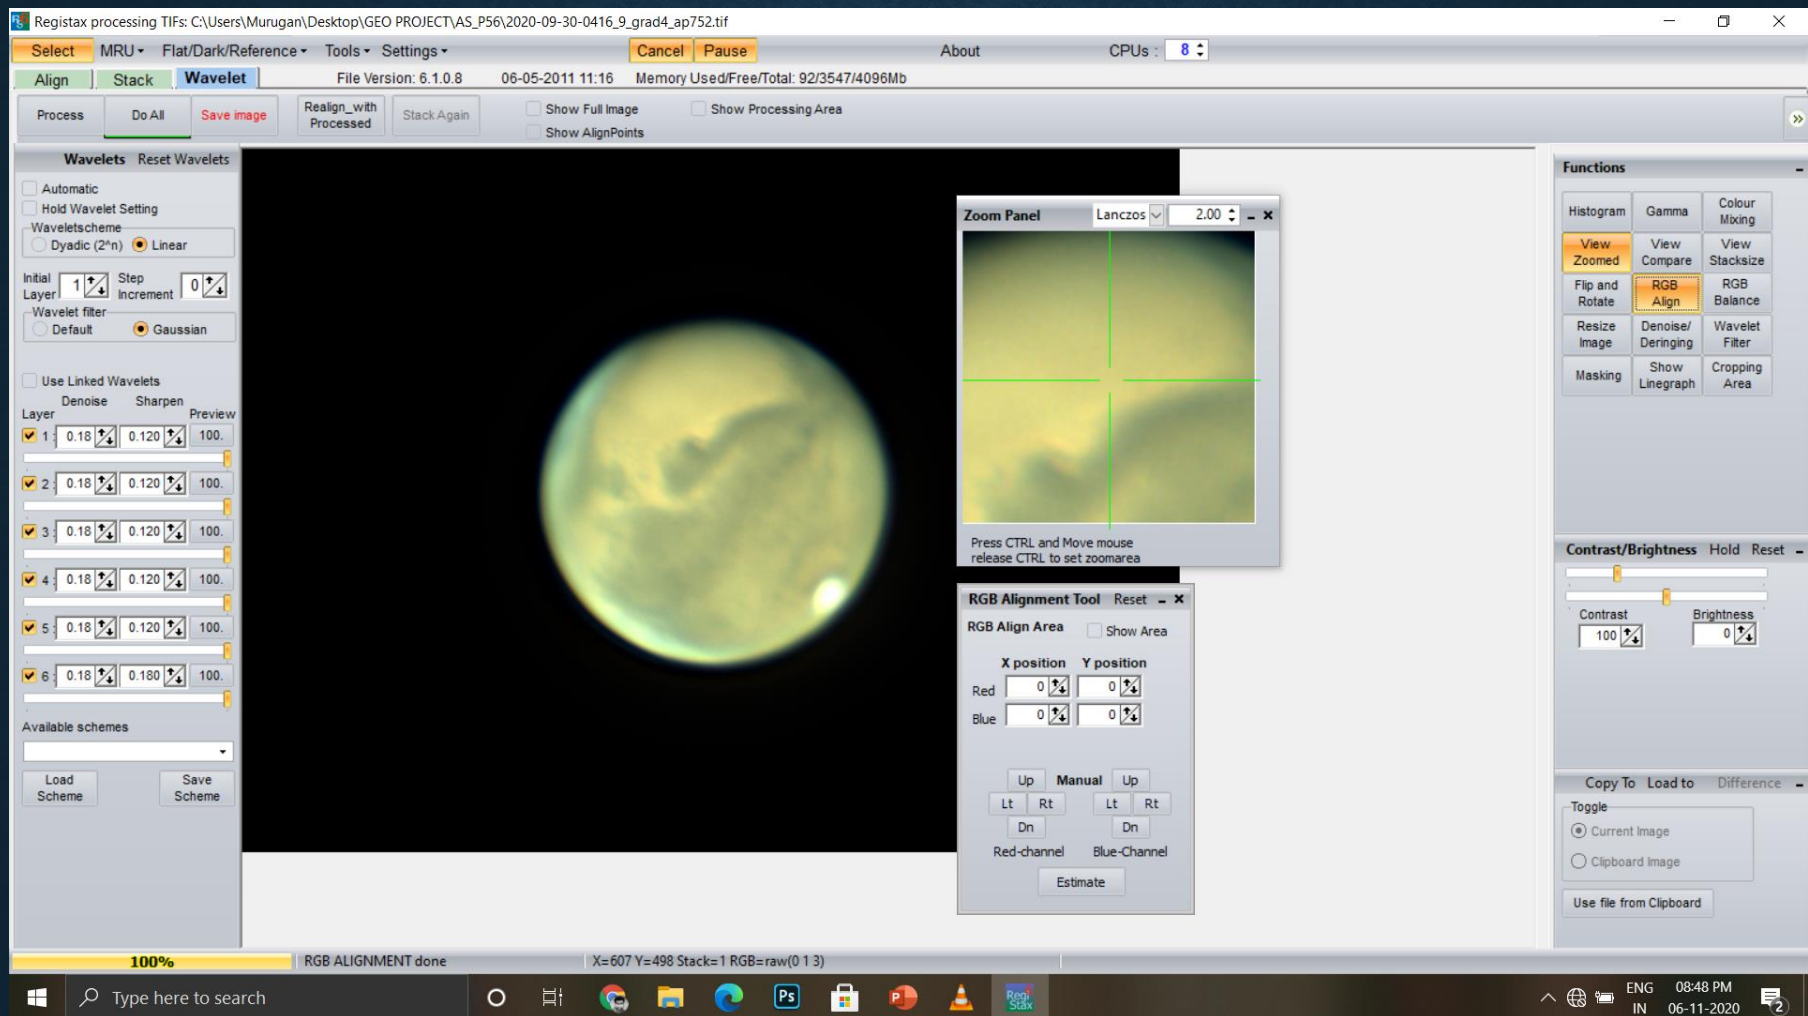 Registax processing TIFs: C:\Users\Murugan\Desktop\GEO PROJECT\AS_P56\2020-09-30-0416_9_grad4_ap752.tif
Select MRU Flat/Dark/Reference Tools Settings Cancel Pause About CPUs : 8
Align Stack Wavelet File Version: 6.1.0.8 06-05-2011 11:16 Memory Used/Free/Total: 92/3547/4096Mb
Process Do All Save image Realign_with Processed Stack Again
Show Full Image Show Processing Area
Show AlignPoints
Wavelets Reset Wavelets
Automatic
Hold Wavelet Setting
Waveletscheme
Dyadic (2^n) Linear
Initial Layer 1 Step Increment 0
Wavelet filter
Default Gaussian
Use Linked Wavelets
Denoise Sharpen
Layer Preview
1 : 0.18 0.120 100.
2 : 0.18 0.120 100.
3 : 0.18 0.120 100.
4 : 0.18 0.120 100.
5 : 0.18 0.120 100.
6 : 0.18 0.180 100.
Available schemes
Load Scheme
Save Scheme
Zoom Panel Lanczos 2.00
Press CTRL and Move mouse
release CTRL to set zoomarea
RGB Alignment Tool Reset
RGB Align Area Show Area
X position Y position
Red 0 0
Blue 0 0
Up Manual Up
Lt Rt Lt Rt
Dn Dn
Red-channel Blue-Channel
Estimate
Functions
Histogram Gamma Colour Mixing
View Zoomed View Compare View Stacksize
Flip and Rotate RGB Align RGB Balance
Resize Image Denoise/ Deringing Wavelet Filter
Masking Show Linegraph Cropping Area
Contrast/Brightness Hold Reset
Contrast Brightness
100 0
Copy To Load to Difference
Toggle
Current Image
Clipboard Image
Use file from Clipboard
100% RGB ALIGNMENT done X=607 Y=498 Stack=1 RGB=raw(0 1 3)
Type here to search
Ps
P
Regi
Stax
ENG
IN
08:48 PM
06-11-2020
2